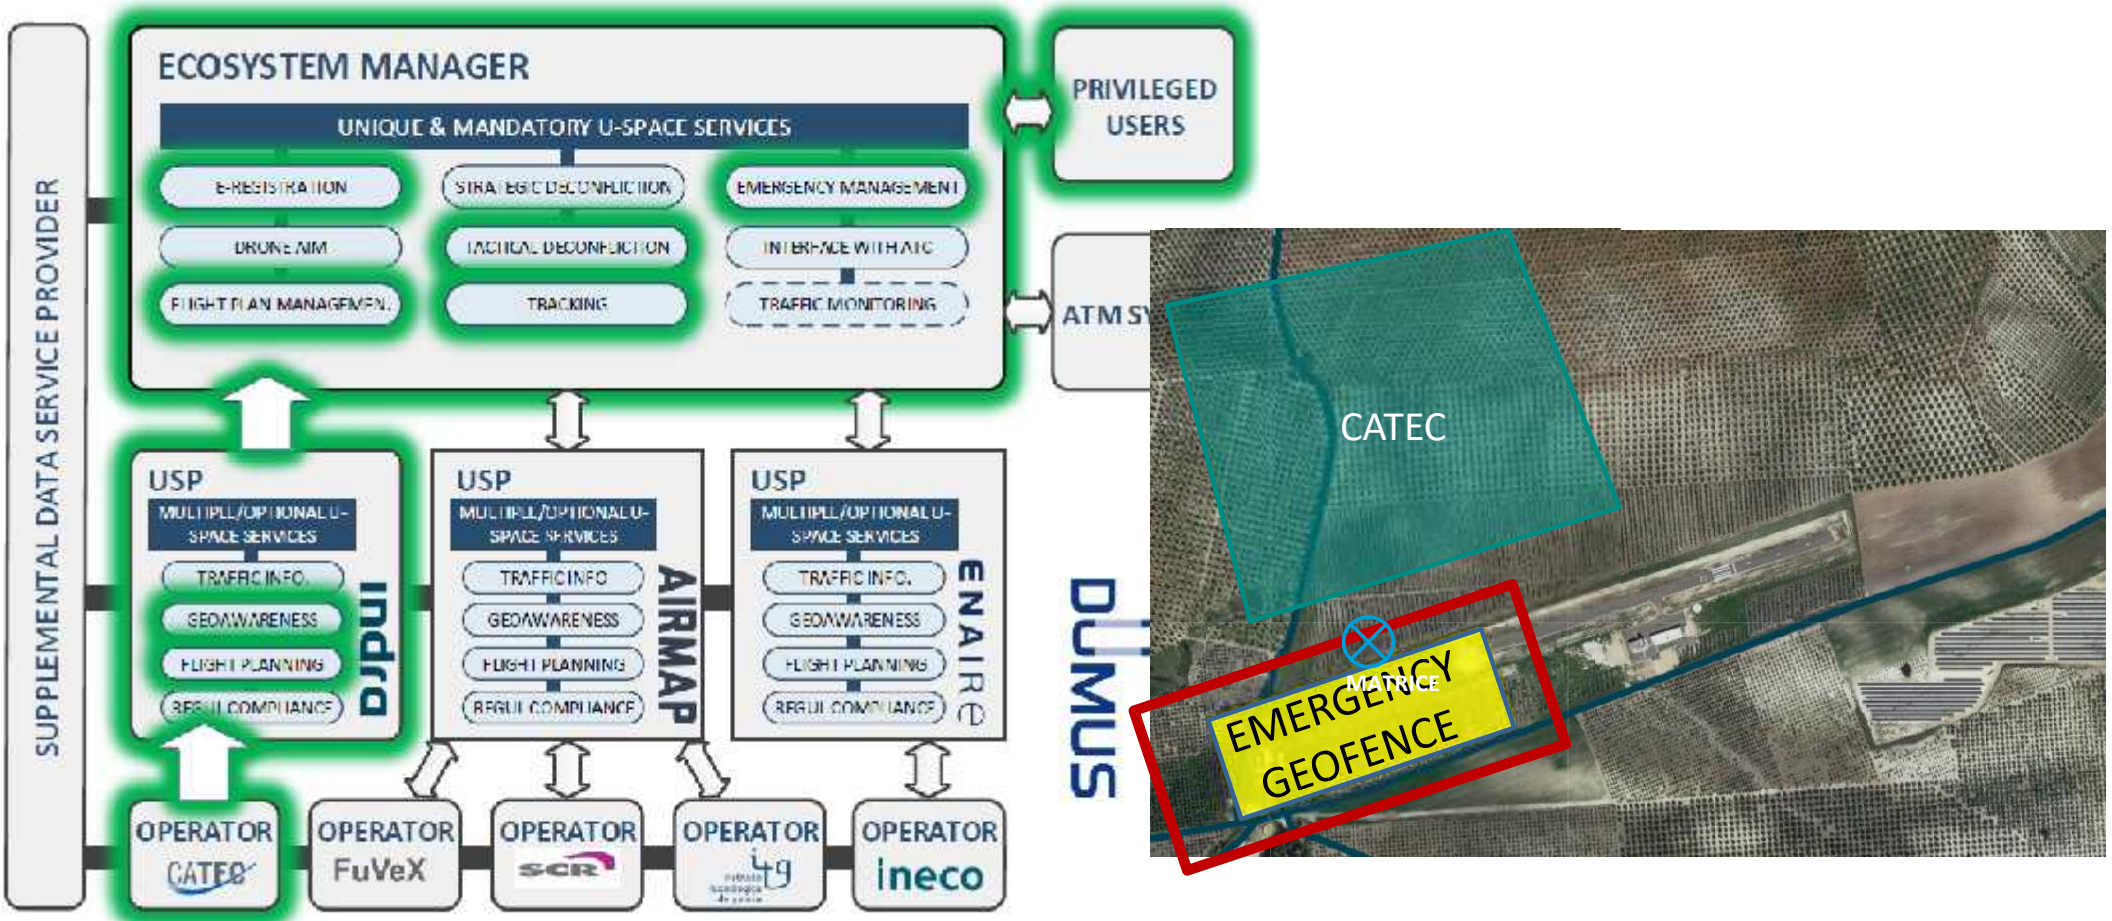 SUPPLEMENTAL DATA SERVICE PROVIDER
ECOSYSTEM MANAGER
UNIQUE & MANDATORY U-SPACE SERVICES
E-REGISTRATION
STRATEGIC DECONFLICTION
EMERGENCY MANAGEMENT
DRONE AIM
TACTICAL DECONFLICTION
INTERFACE WITH ATC
FLIGHT PLAN MANAGEMEN.
TRACKING
TRAFFIC MONITORING
PRIVILEGED
USERS
ATM SY
USP
MULTIPLE/OPTIONAL U-
SPACE SERVICES
TRAFFIC INFO.
GEOAWARENESS
FLIGHT PLANNING
REGUL COMPLIANCE
indra
USP
MULTIPLE/OPTIONAL U-
SPACE SERVICES
TRAFFIC INFO
GEOAWARENESS
FLIGHT PLANNING
REGUL COMPLIANCE
AIRMAP
USP
MULTIPLE/OPTIONAL U-
SPACE SERVICES
TRAFFIC INFO.
GEOAWARENESS
FLIGHT PLANNING
REGUL COMPLIANCE
ENAIRE
OPERATOR
CATEC
OPERATOR
FuVeX
OPERATOR
SCR
OPERATOR
itg
OPERATOR
ineco
DÜMUS
CATEC
MATRICE
EMERGENCY
GEOFENCE